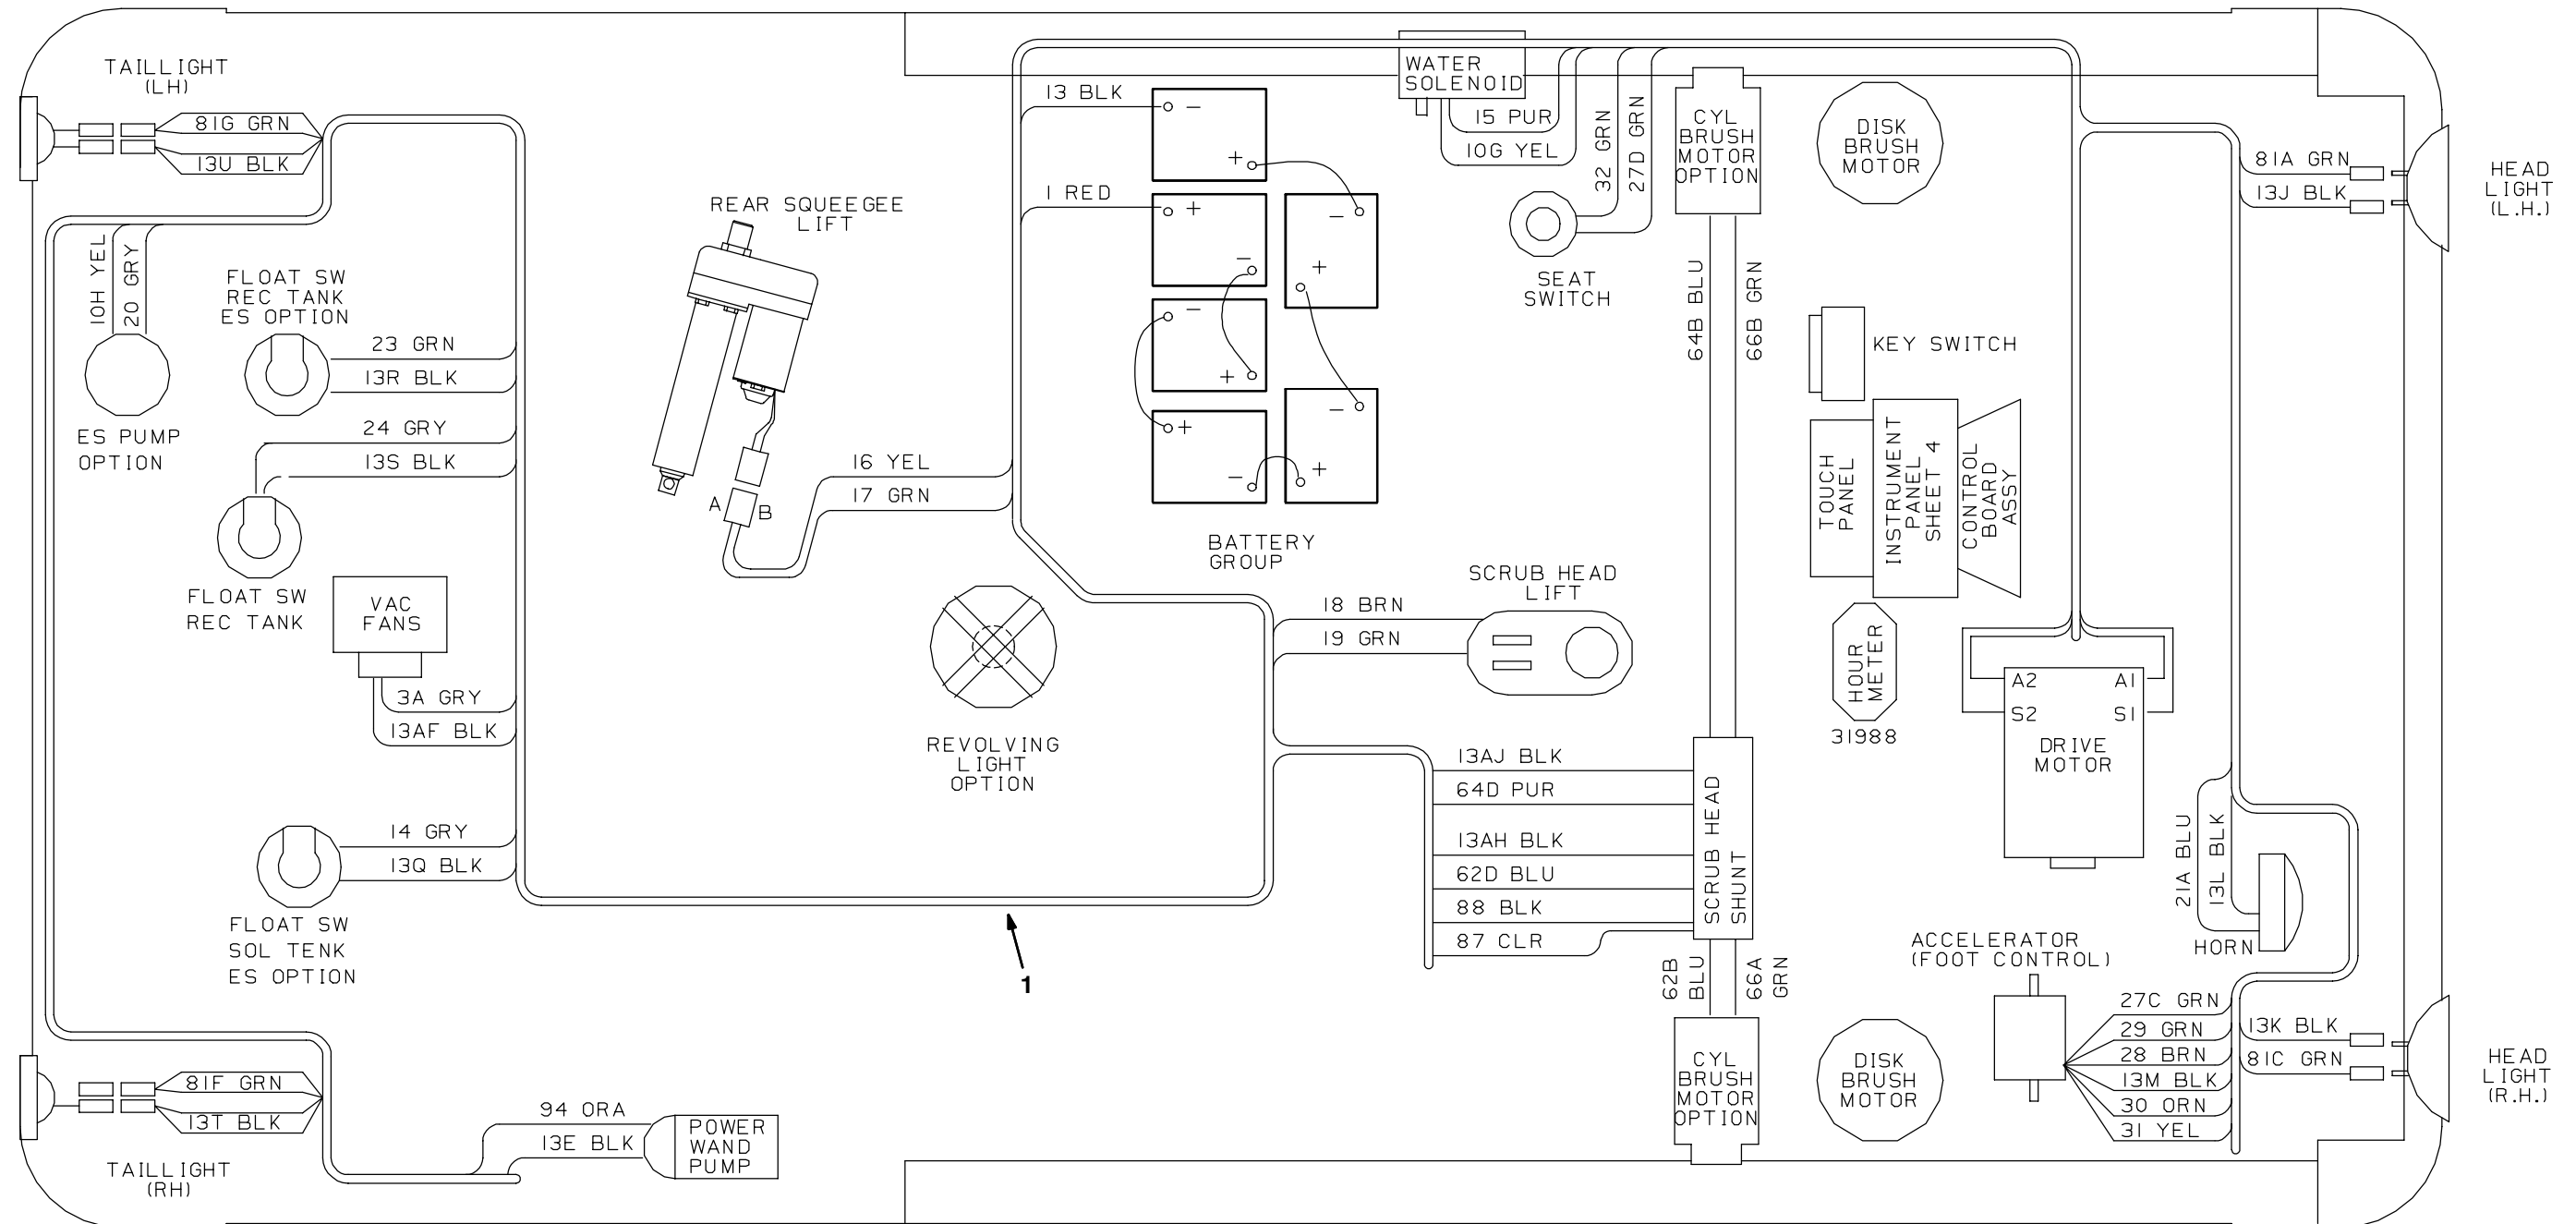 TAILLIGHT
(LH)
81G GRN
13U BLK
10H YEL
20 GRY
ES PUMP
OPTION
FLOAT SW
REC TANK
ES OPTION
23 GRN
13R BLK
24 GRY
13S BLK
FLOAT SW
REC TANK
VAC
FANS
3A GRY
13AF BLK
14 GRY
13Q BLK
FLOAT SW
SOL TENK
ES OPTION
81F GRN
13T BLK
TAILLIGHT
(RH)
94 ORA
13E BLK
POWER
WAND
PUMP
REAR SQUEEGEE
LIFT
A
B
16 YEL
17 GRN
REVOLVING
LIGHT
OPTION
1
13 BLK
1 RED
-
+
+
-
-
+
+
-
-
+
-
+
BATTERY
GROUP
WATER
SOLENOID
15 PUR
10G YEL
32 GRN
27D GRN
SEAT
SWITCH
SCRUB HEAD
LIFT
18 BRN
19 GRN
13AJ BLK
64D PUR
13AH BLK
62D BLU
88 BLK
87 CLR
CYL
BRUSH
MOTOR
OPTION
64B BLU
66B GRN
SCRUB HEAD
SHUNT
62B
BLU
66A
GRN
CYL
BRUSH
MOTOR
OPTION
DISK
BRUSH
MOTOR
KEY SWITCH
TOUCH
PANEL
INSTRUMENT
PANEL
SHEET 4
CONTROL
BOARD
ASSY
HOUR
METER
31988
A2
A1
S2
S1
DRIVE
MOTOR
DISK
BRUSH
MOTOR
ACCELERATOR
(FOOT CONTROL)
27C GRN
29 GRN
28 BRN
13M BLK
30 ORN
31 YEL
21A BLU
13L BLK
HORN
81A GRN
13J BLK
HEAD
LIGHT
(L.H.)
13K BLK
81C GRN
HEAD
LIGHT
(R.H.)